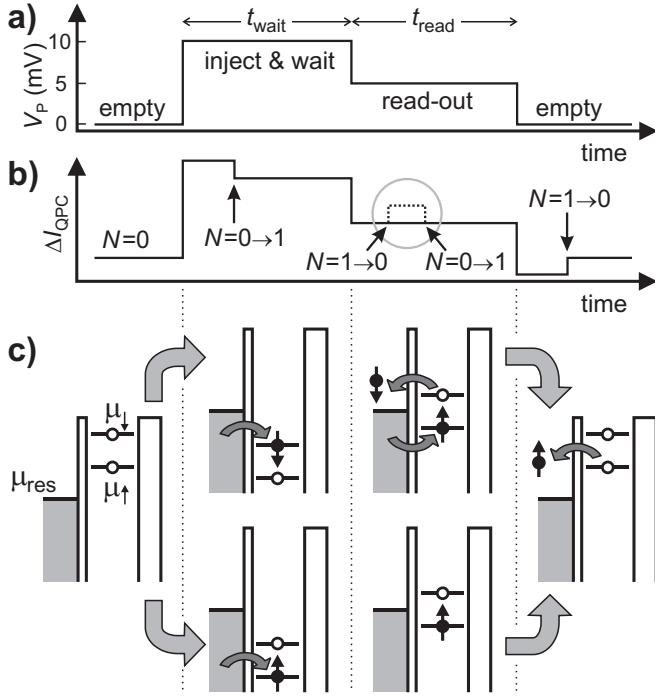 a)
t_wait
t_read
V_P (mV)
10
5
0
empty
inject & wait
read-out
empty
time
b)
ΔI_QPC
N=0
N=0→1
N=1→0
N=0→1
N=1→0
time
c)
μ↓
μ↑
μ_res